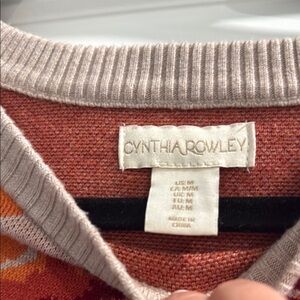 CYNTHIA ROWLEY
US: M
CA: M/M
UK: M
EU: M
AU: M
MADE IN
CHINA